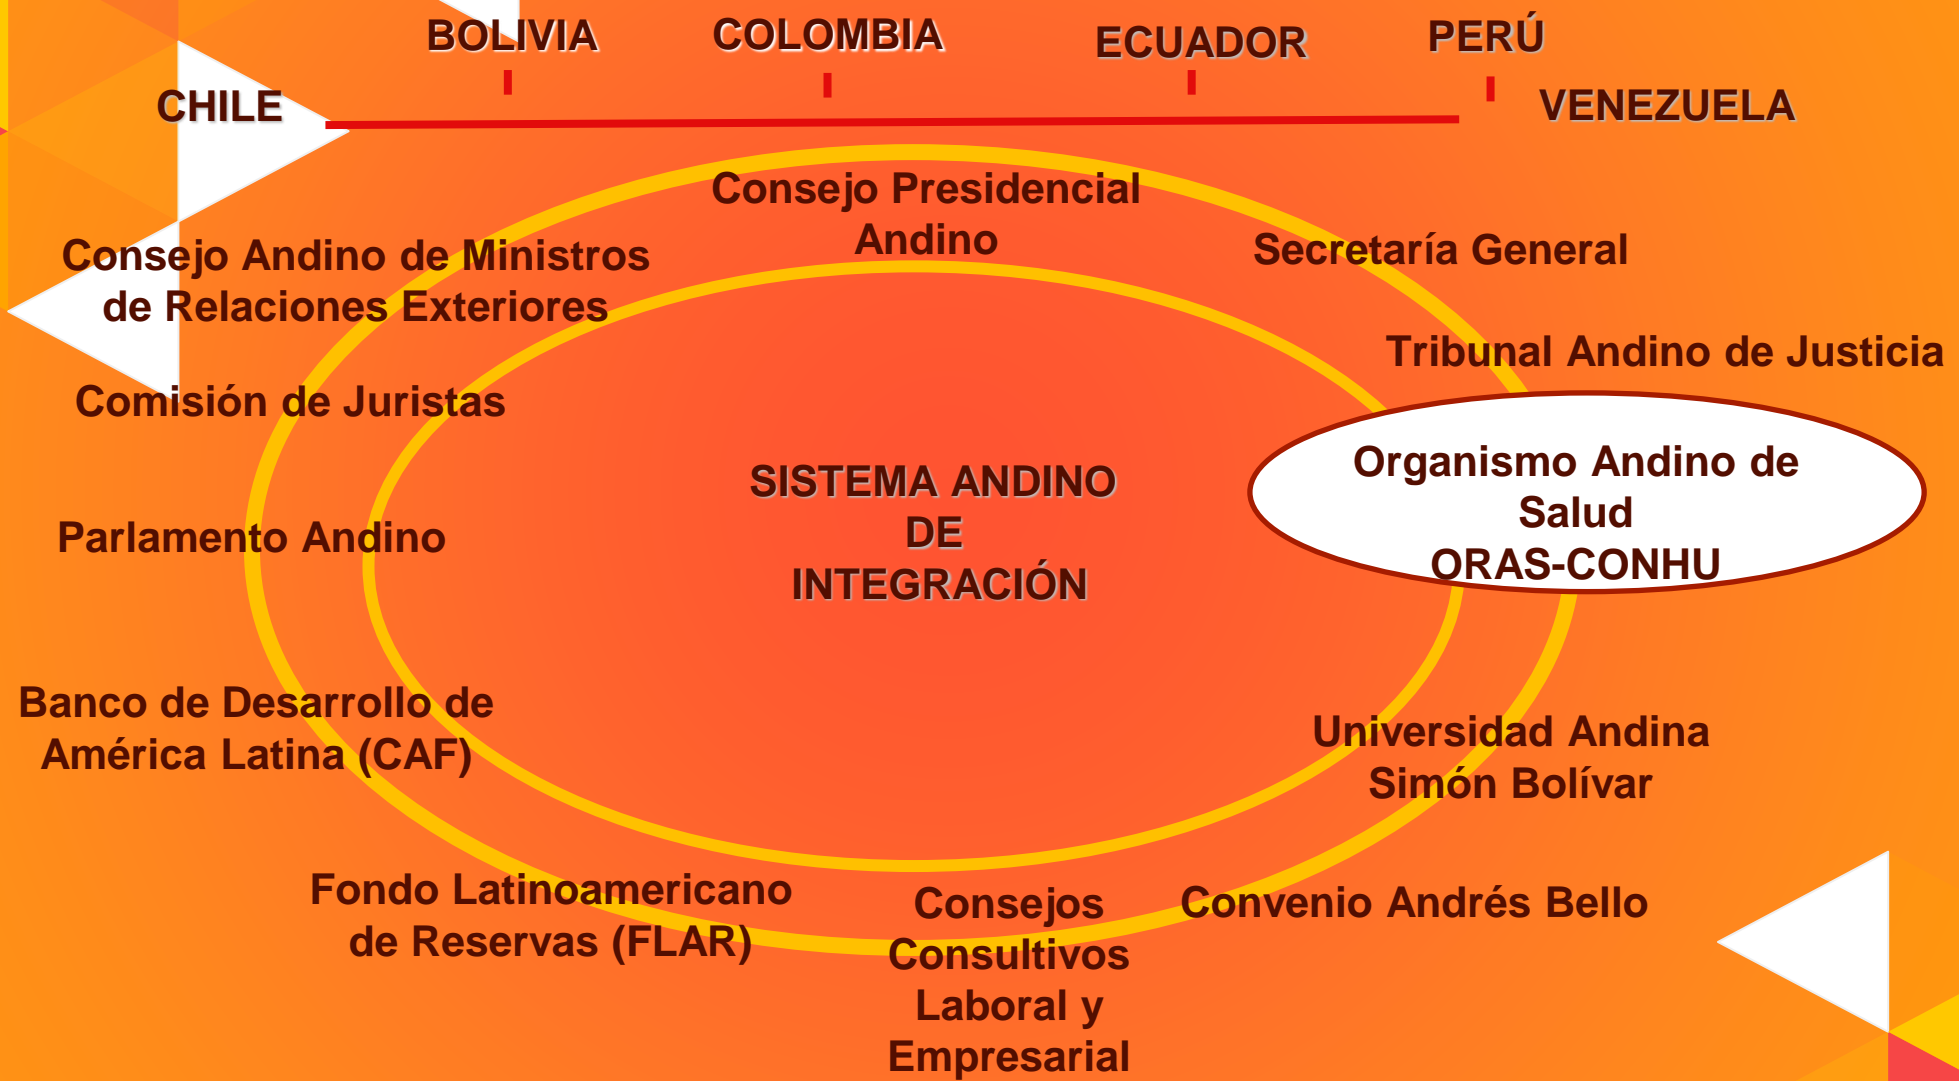 BOLIVIA
COLOMBIA
ECUADOR
PERÚ
CHILE
VENEZUELA
Consejo Presidencial
Andino
Consejo Andino de Ministros
de Relaciones Exteriores
Secretaría General
Tribunal Andino de Justicia
Comisión de Juristas
Organismo Andino de
Salud
ORAS-CONHU
SISTEMA ANDINO
DE
INTEGRACIÓN
Parlamento Andino
Banco de Desarrollo de
América Latina (CAF)
Universidad Andina
Simón Bolívar
Fondo Latinoamericano
de Reservas (FLAR)
Consejos
Consultivos
Laboral y
Empresarial
Convenio Andrés Bello